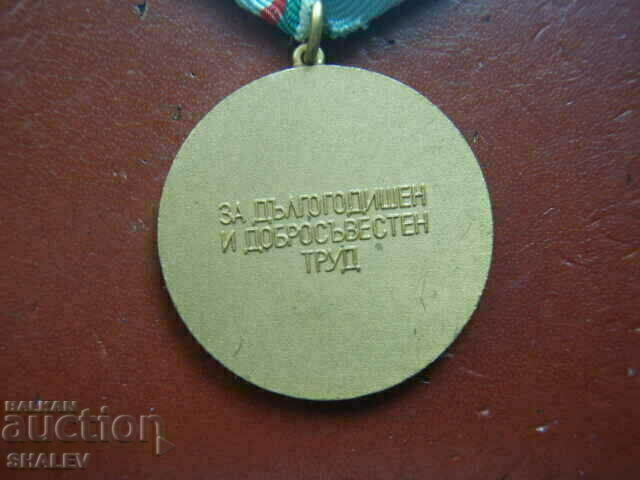 ЗА ДЪЛГОГОДИШЕН
И ДОБРОСЪВЕСТЕН
ТРУД
BALKAN
auction
SHALEV